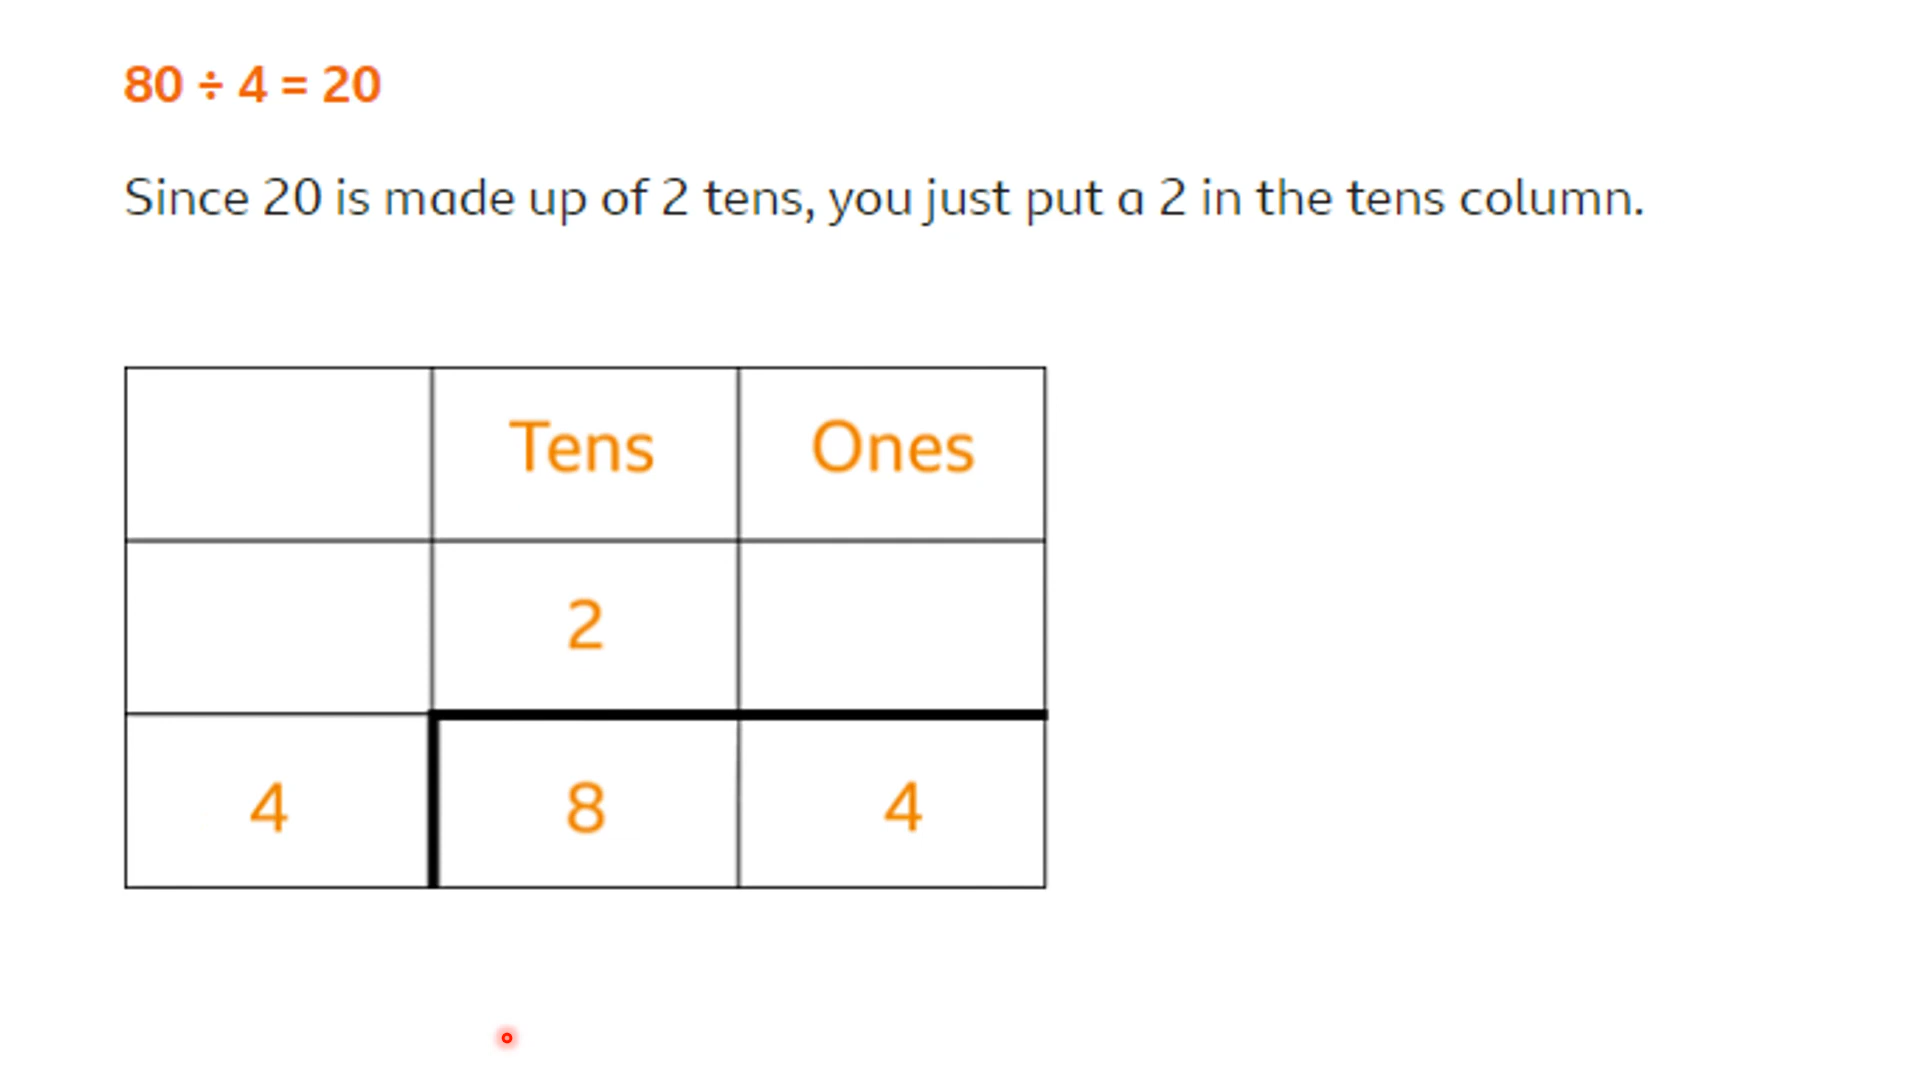 80 ÷ 4 = 20
Since 20 is made up of 2 tens, you just put a 2 in the tens column.
Tens Ones
2
4 8 4